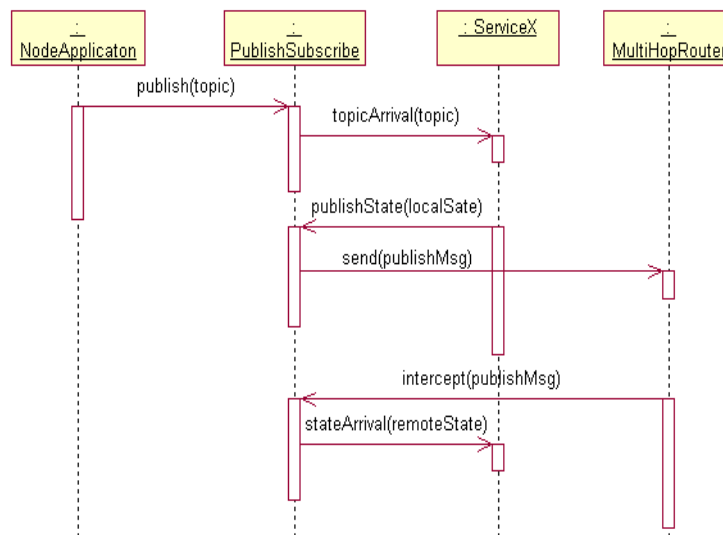 :
NodeApplicaton
:
PublishSubscribe
: ServiceX
:
MultiHopRouter
publish(topic)
topicArrival(topic)
publishState(localSate)
send(publishMsg)
intercept(publishMsg)
stateArrival(remoteState)